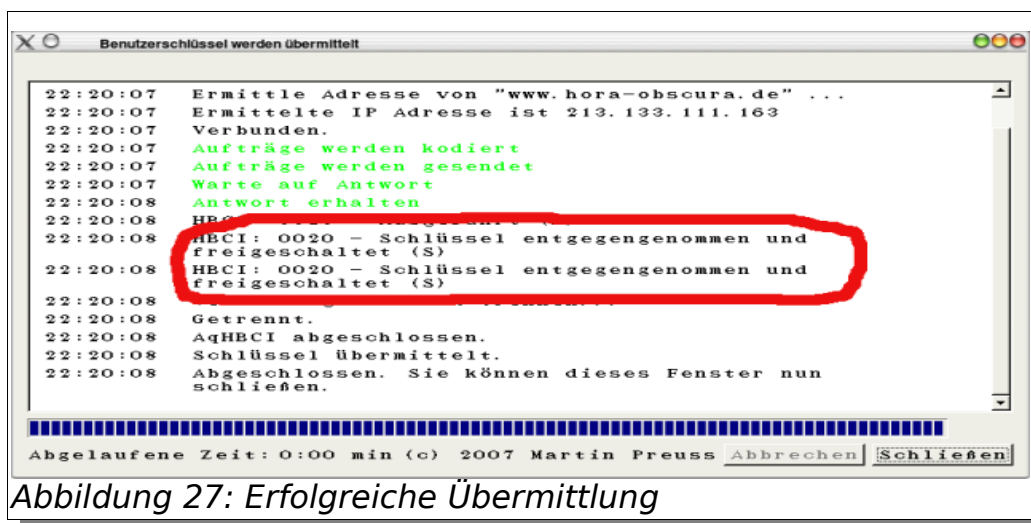 Benutzerschlüssel werden übermittelt
22:20:07 Ermittle Adresse von "www.hora-obscura.de" ...
22:20:07 Ermittelte IP Adresse ist 213.133.111.163
22:20:07 Verbunden.
22:20:07 Aufträge werden kodiert
22:20:07 Aufträge werden gesendet
22:20:07 Warte auf Antwort
22:20:08 Antwort erhalten
22:20:08
22:20:08 HBCI: 0020 - Schlüssel entgegengenommen und
freigeschaltet (S)
22:20:08 HBCI: 0020 - Schlüssel entgegengenommen und
freigeschaltet (S)
22:20:08
22:20:08 Getrennt.
22:20:08 AqHBCI abgeschlossen.
22:20:08 Schlüssel übermittelt.
22:20:08 Abgeschlossen. Sie können dieses Fenster nun
schließen.
Abgelaufene Zeit: 0:00 min (c) 2007 Martin Preuss Abbrechen Schließen
Abbildung 27: Erfolgreiche Übermittlung